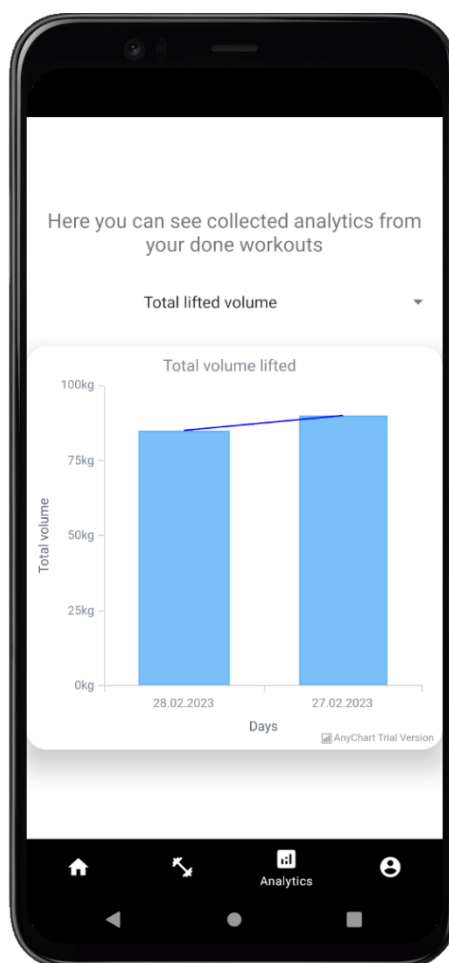 Here you can see collected analytics from
your done workouts
Total lifted volume
Total volume lifted
100kg
75kg
50kg
25kg
0kg
Total volume
28.02.2023
27.02.2023
Days
AnyChart Trial Version
Analytics